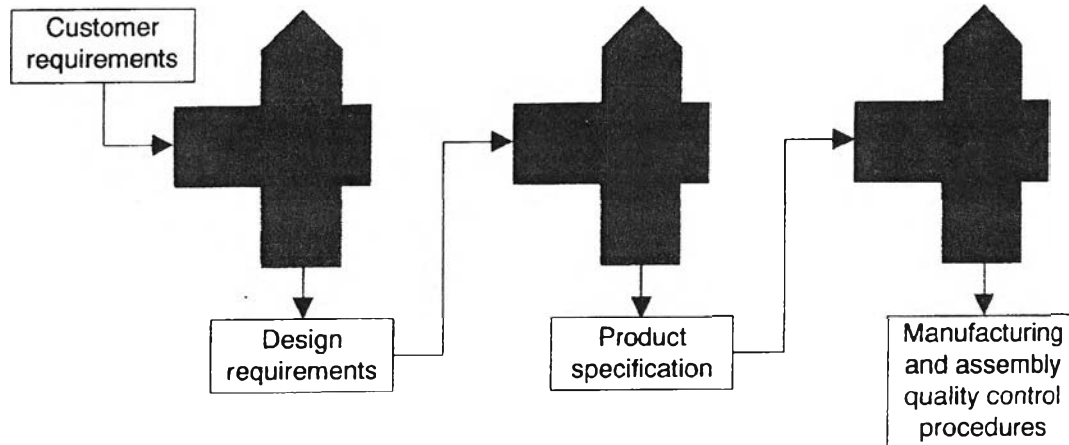 Customer
requirements
Design
requirements
Product
specification
Manufacturing
and assembly
quality control
procedures